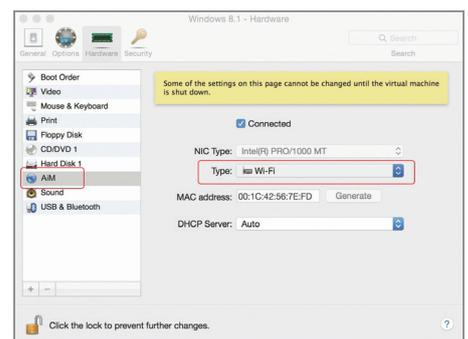 Windows 8.1 - Hardware
General Options Hardware Security
Search
Search
Boot Order
Video
Mouse & Keyboard
Print
Floppy Disk
CD/DVD 1
Hard Disk 1
AiM
Sound
USB & Bluetooth
+ −
Some of the settings on this page cannot be changed until the virtual machine
is shut down.
Connected
NIC Type: Intel(R) PRO/1000 MT
Type: Wi-Fi
MAC address: 00:1C:42:56:7E:FD Generate
DHCP Server: Auto
Click the lock to prevent further changes.
?